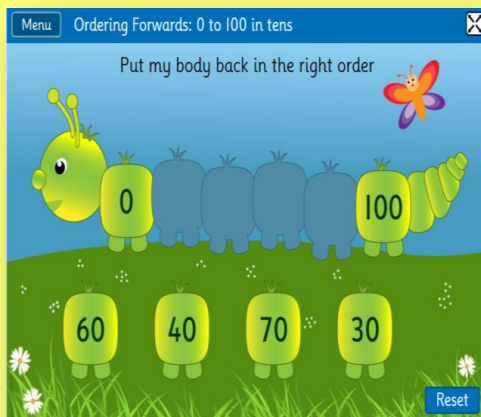 Menu
Ordering Forwards: 0 to 100 in tens
Put my body back in the right order
0 100
60 40 70 30
Reset